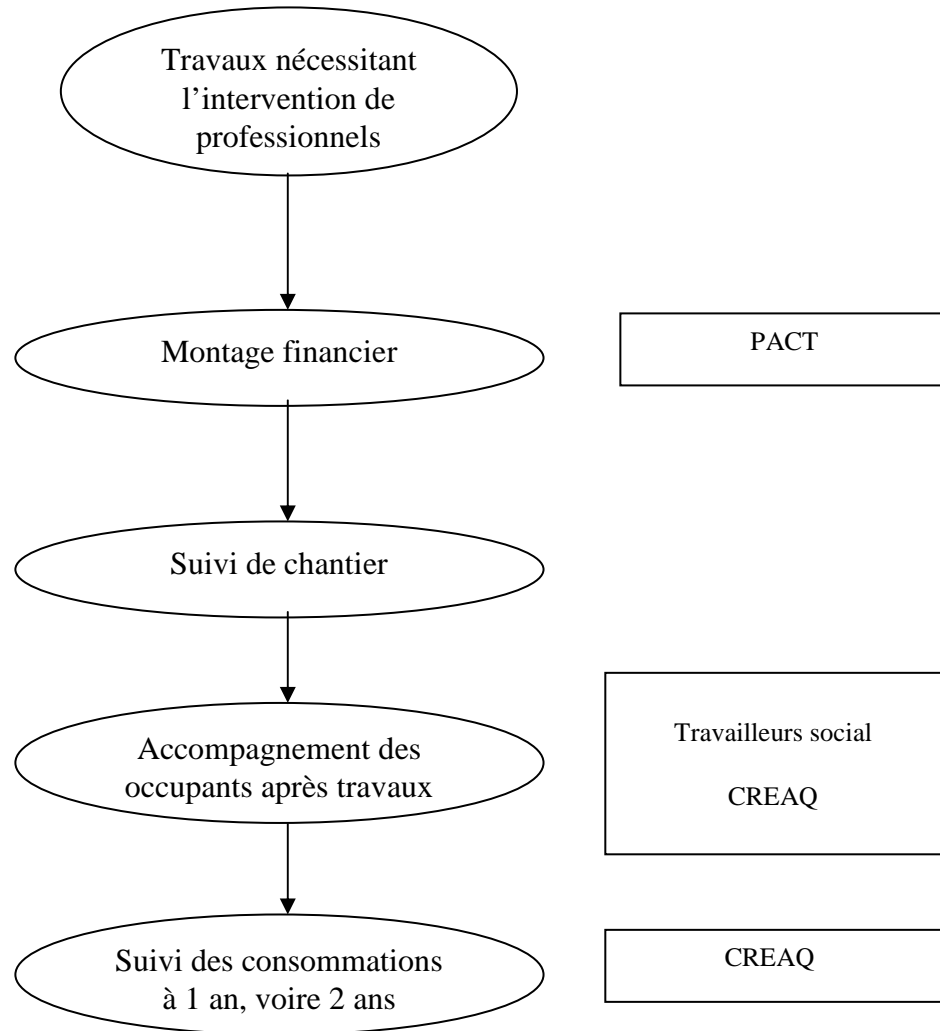 Travaux nécessitant
l’intervention de
professionnels
Montage financier
PACT
Suivi de chantier
Accompagnement des
occupants après travaux
Travailleurs social
CREAQ
Suivi des consommations
à 1 an, voire 2 ans
CREAQ